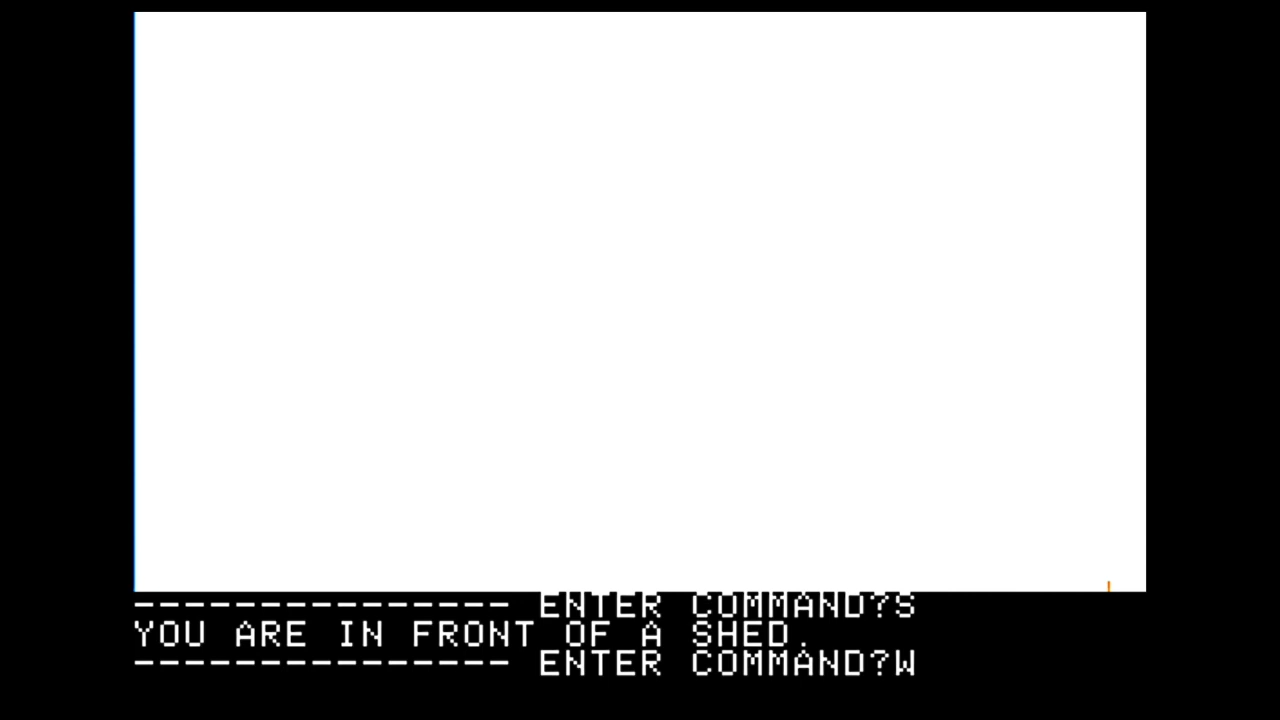 --------------- ENTER COMMAND?S
YOU ARE IN FRONT OF A SHED.
--------------- ENTER COMMAND?W